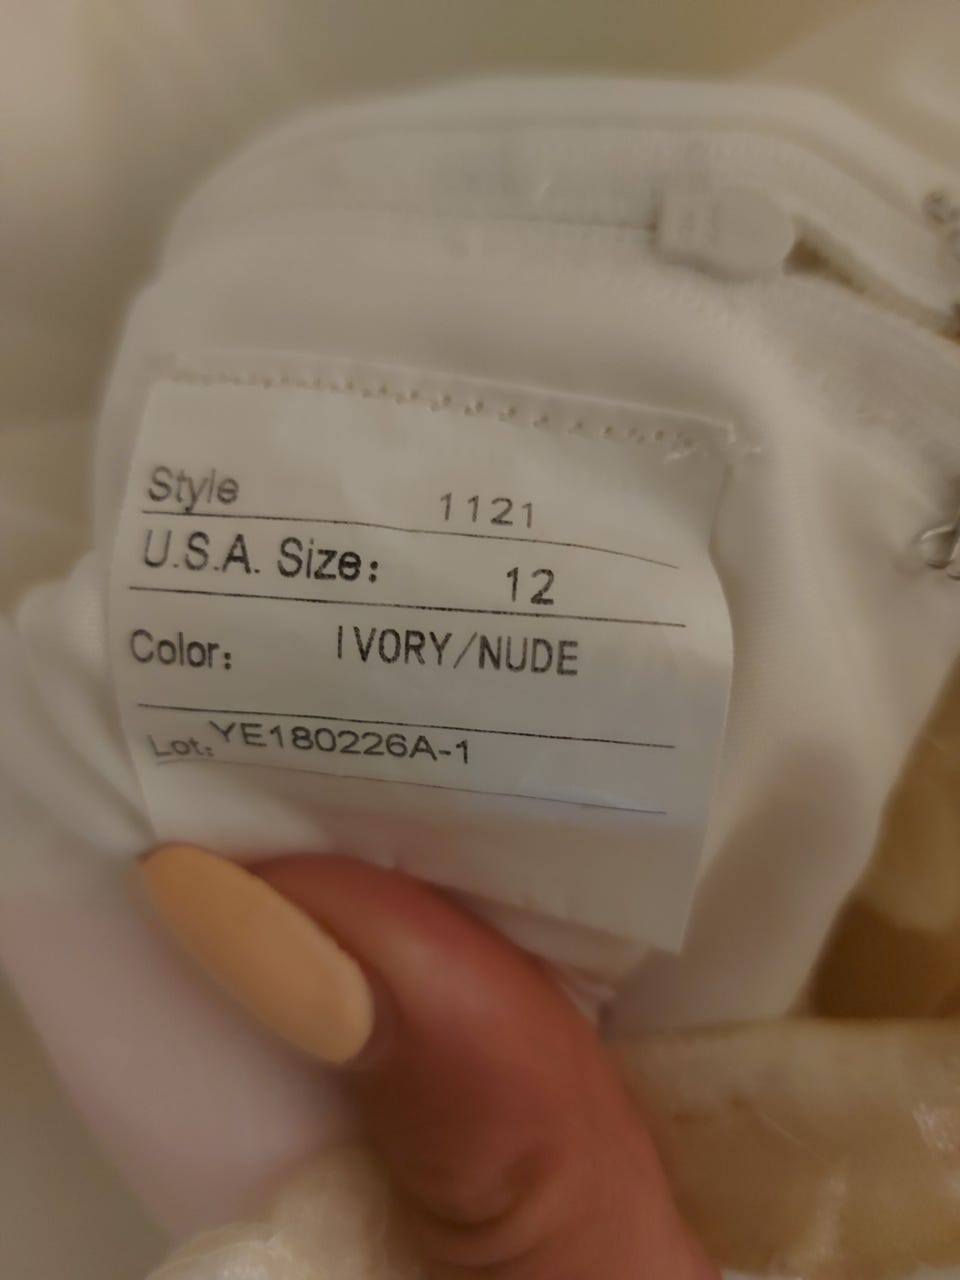 Style 1121
U.S.A. Size: 12
Color: IVORY/NUDE
Lot: YE180226A-1